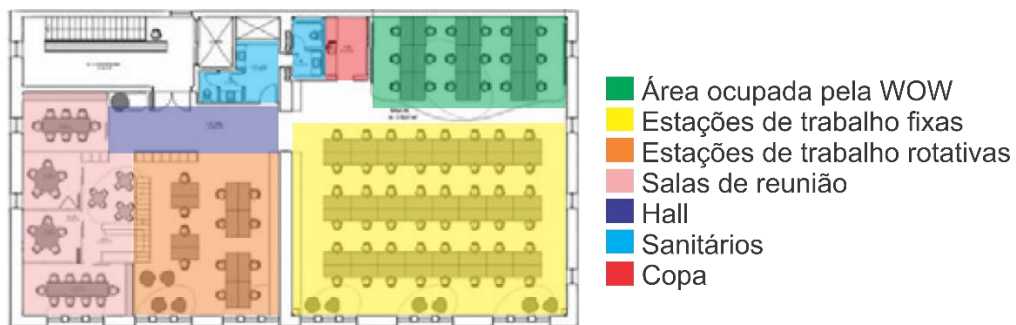 Área ocupada pela WOW
Estações de trabalho fixas
Estações de trabalho rotativas
Salas de reunião
Hall
Sanitários
Copa